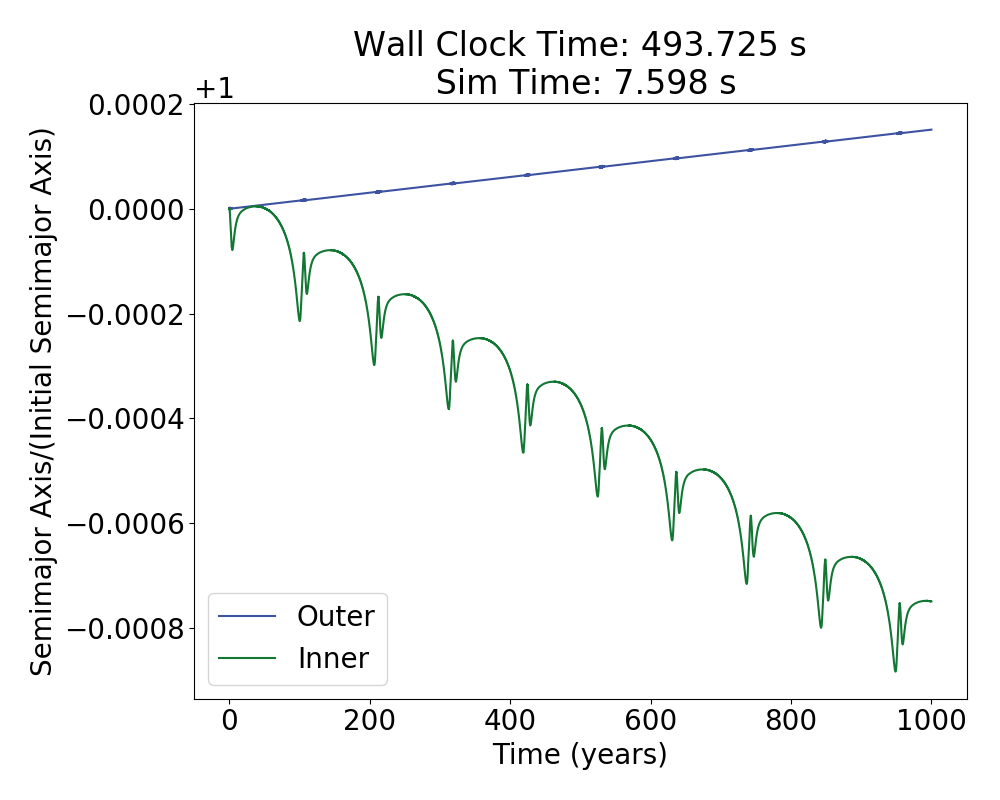 Wall Clock Time: 493.725 s
Sim Time: 7.598 s
+1
0.0002
0.0000
−0.0002
−0.0004
−0.0006
−0.0008
Semimajor Axis/(Initial Semimajor Axis)
Outer
Inner
0 200 400 600 800 1000
Time (years)